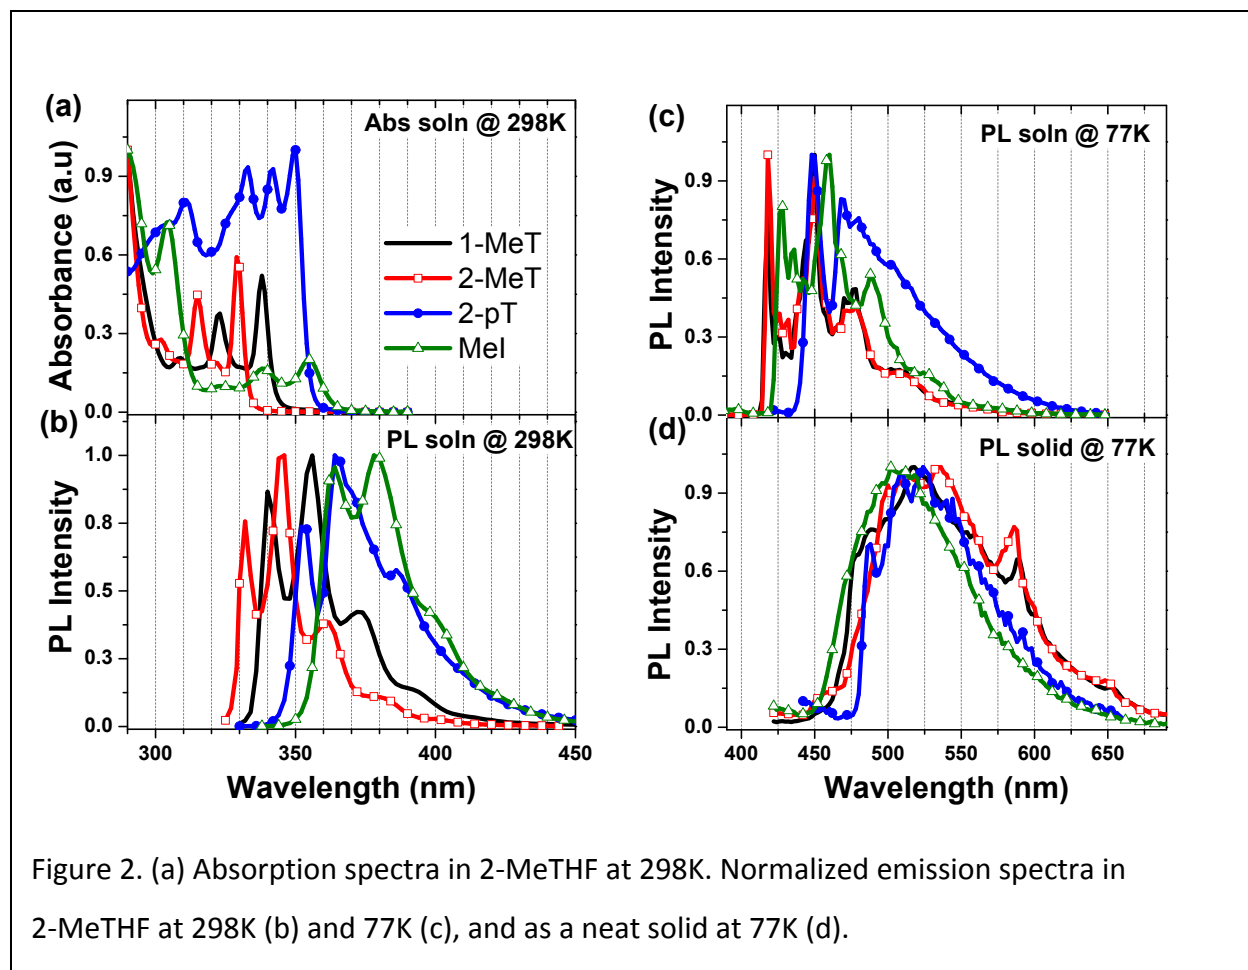 (a)
Abs soln @ 298K
Absorbance (a.u)
0.9
0.6
0.3
0.0
1-MeT
2-MeT
2-pT
MeI
(b)
PL soln @ 298K
PL Intensity
1.0
0.8
0.5
0.3
0.0
300 350 400 450
Wavelength (nm)
(c)
PL soln @ 77K
PL Intensity
0.9
0.6
0.3
0.0
(d)
PL solid @ 77K
PL Intensity
0.9
0.6
0.3
0.0
400 450 500 550 600 650
Wavelength (nm)
Figure 2. (a) Absorption spectra in 2-MeTHF at 298K. Normalized emission spectra in
2-MeTHF at 298K (b) and 77K (c), and as a neat solid at 77K (d).